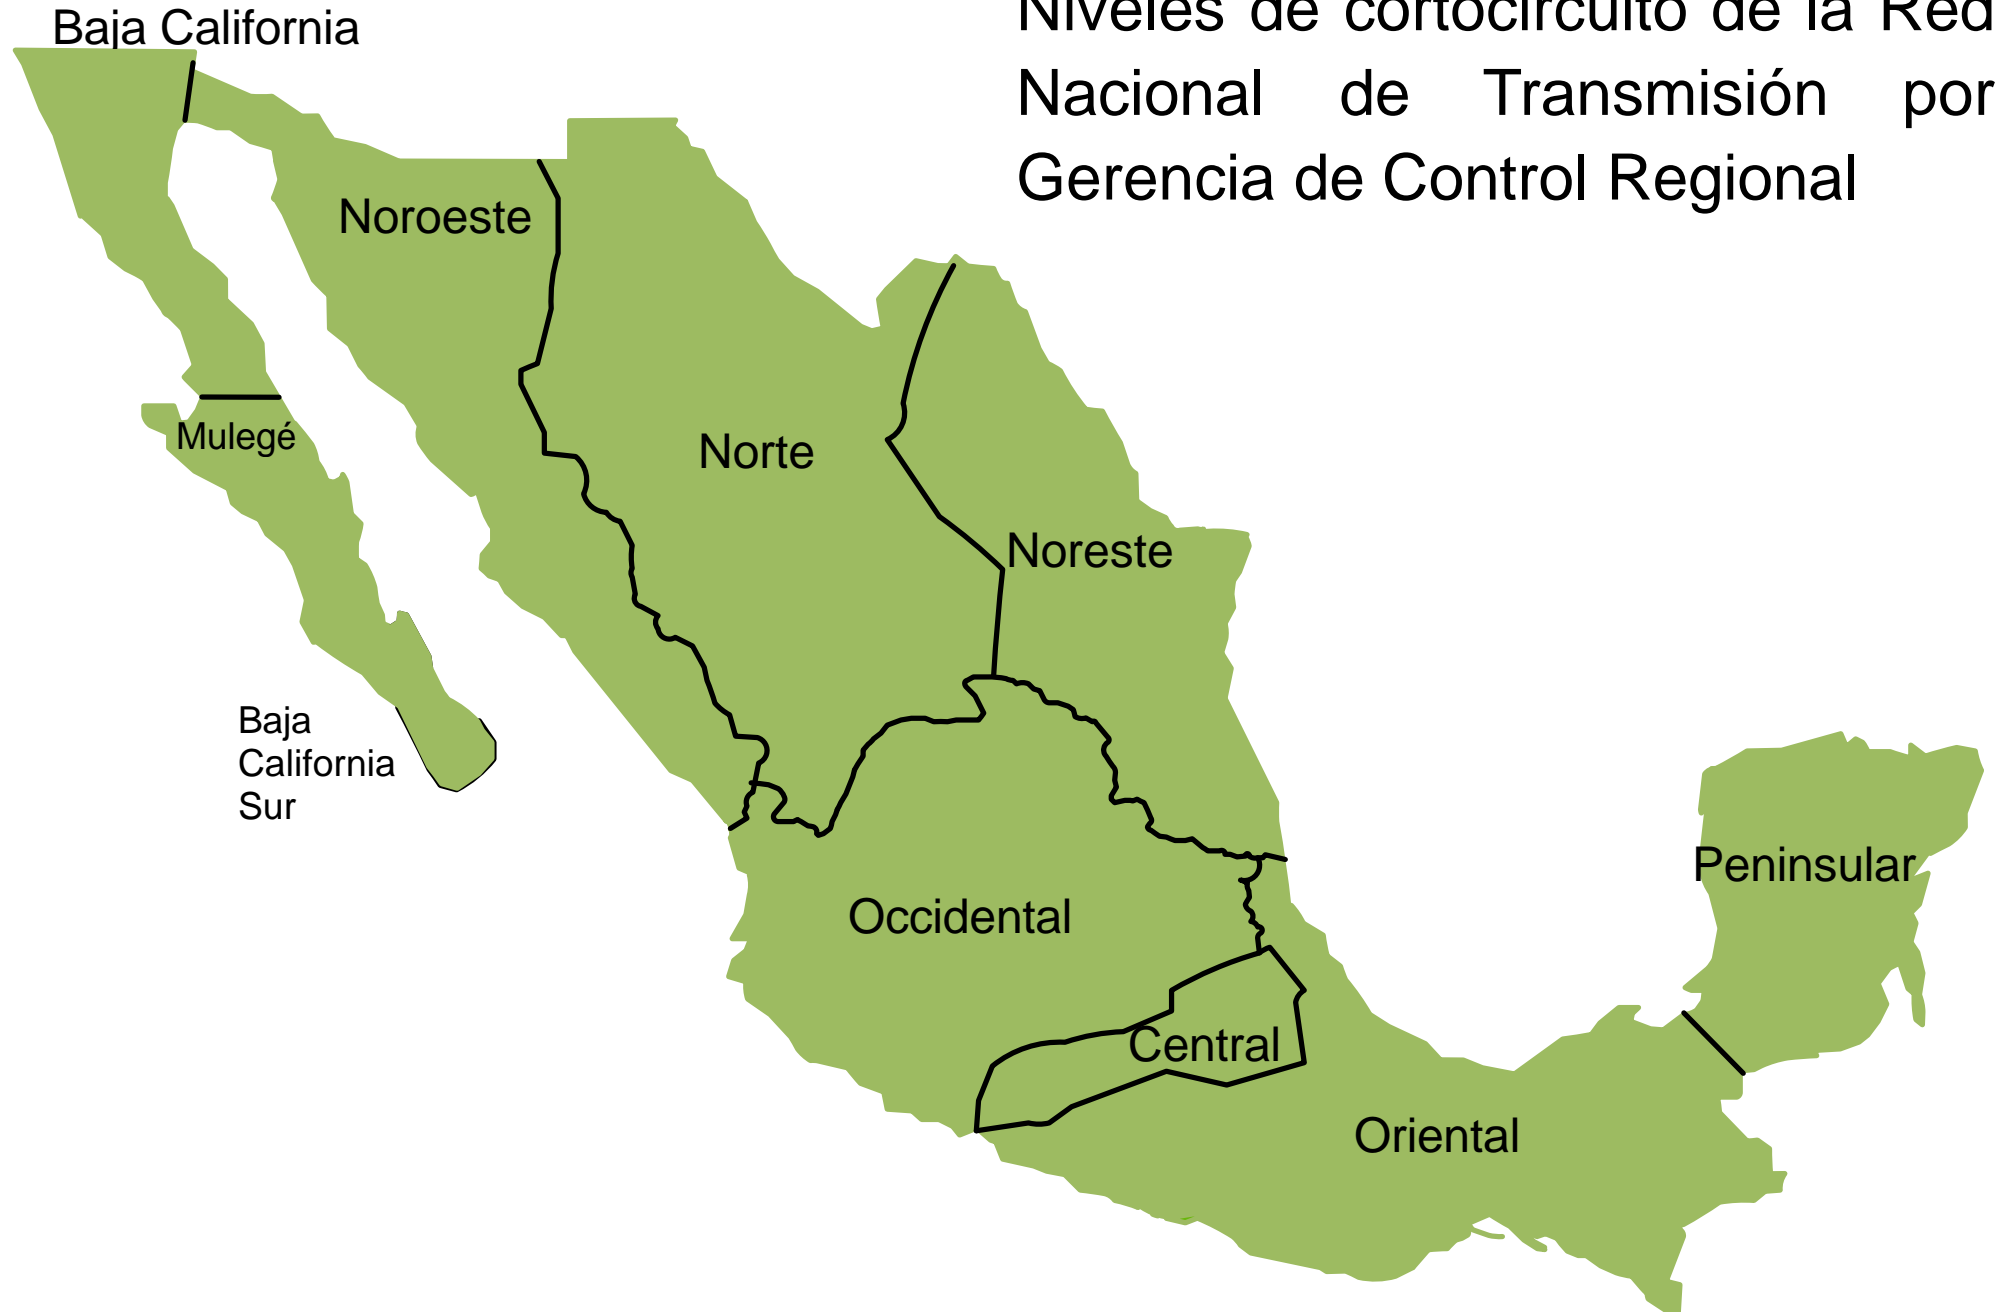 Baja California
Niveles de cortocircuito de la Red
Nacional de Transmisión por
Gerencia de Control Regional
Noroeste
Mulegé
Norte
Noreste
Baja
California
Sur
Peninsular
Occidental
Central
Oriental